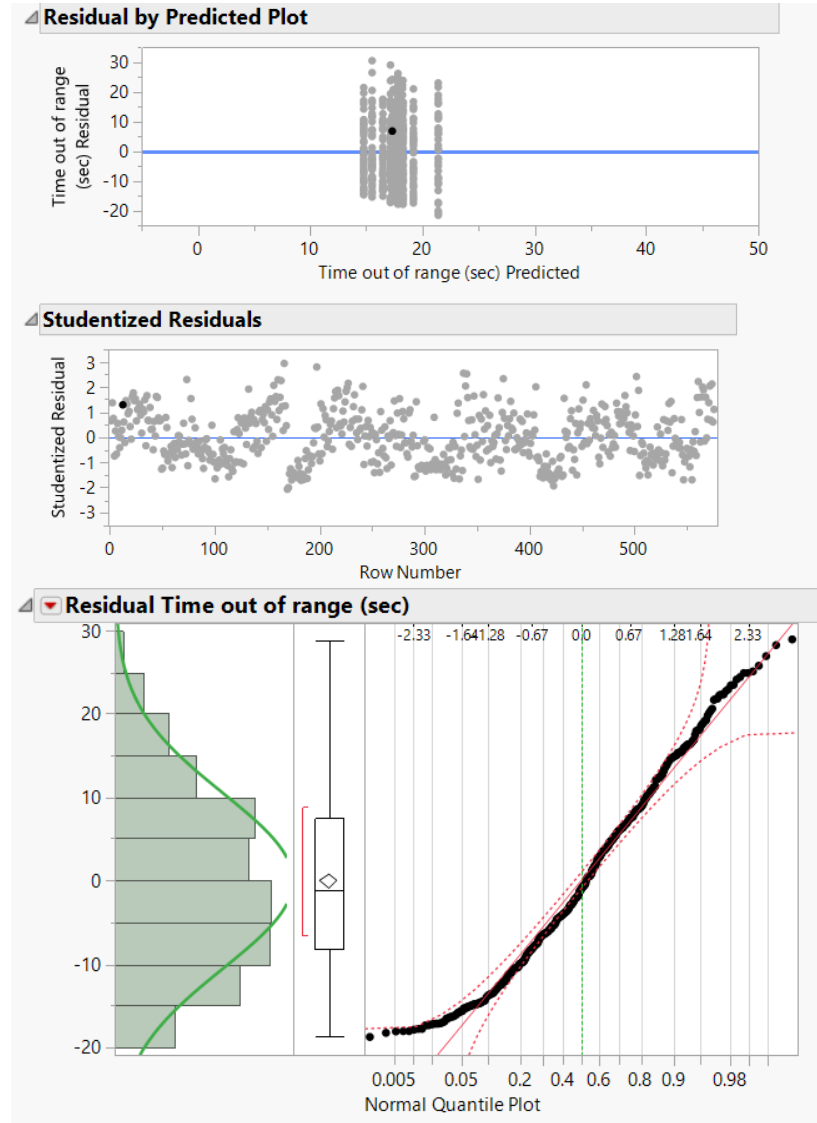 Residual by Predicted Plot
Time out of range
(sec) Residual
30
20
10
0
-10
-20
0 10 20 30 40 50
Time out of range (sec) Predicted
Studentized Residuals
Studentized Residual
3
2
1
0
-1
-2
-3
0 100 200 300 400 500
Row Number
Residual Time out of range (sec)
30
20
10
0
-10
-20
-2.33 -1.641.28 -0.67 0.0 0.67 1.281.64 2.33
0.005 0.05 0.2 0.4 0.6 0.8 0.9 0.98
Normal Quantile Plot